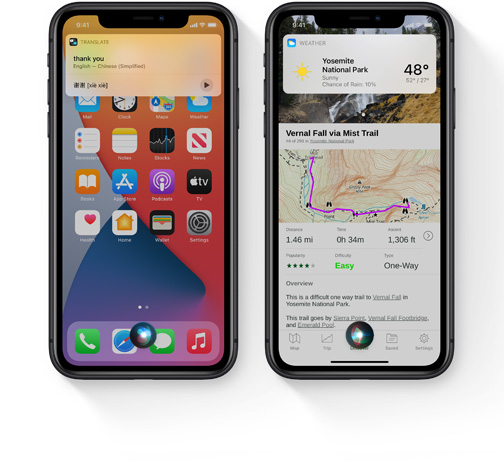 9:41
TRANSLATE
thank you
English — Chinese (Simplified)
谢谢 [xiè xiè]
Mail
Clock
Maps
Weather
Reminders
Notes
Stocks
News
Books
App Store
Podcasts
TV
Health
Home
Wallet
Settings
9:41
WEATHER
Yosemite
National Park
Sunny
Chance of Rain: 10%
48°
52° / 27°
Vernal Fall via Mist Trail
Yosemite National Park
Distance
Time
Ascent
1.46 mi
0h 34m
1,306 ft
Popularity
Difficulty
Type
Easy
One-Way
Overview
This is a difficult one way trail to Vernal Fall in
Yosemite National Park.
This trail goes by Sierra Point, Vernal Fall Footbridge,
and Emerald Pool.
Map
Trip
Saved
Settings